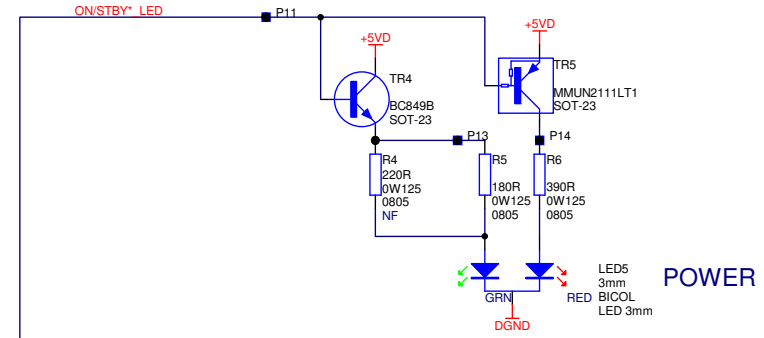 ON/STBY*_LED
P11
+5VD
+5VD
TR4
TR5
BC849B
SOT-23
MMUN2111LT1
SOT-23
P13
P14
R4
220R
0W125
0805
NF
R5
180R
0W125
0805
R6
390R
0W125
0805
GRN
RED
LED5
3mm
BICOL
LED 3mm
POWER
DGND